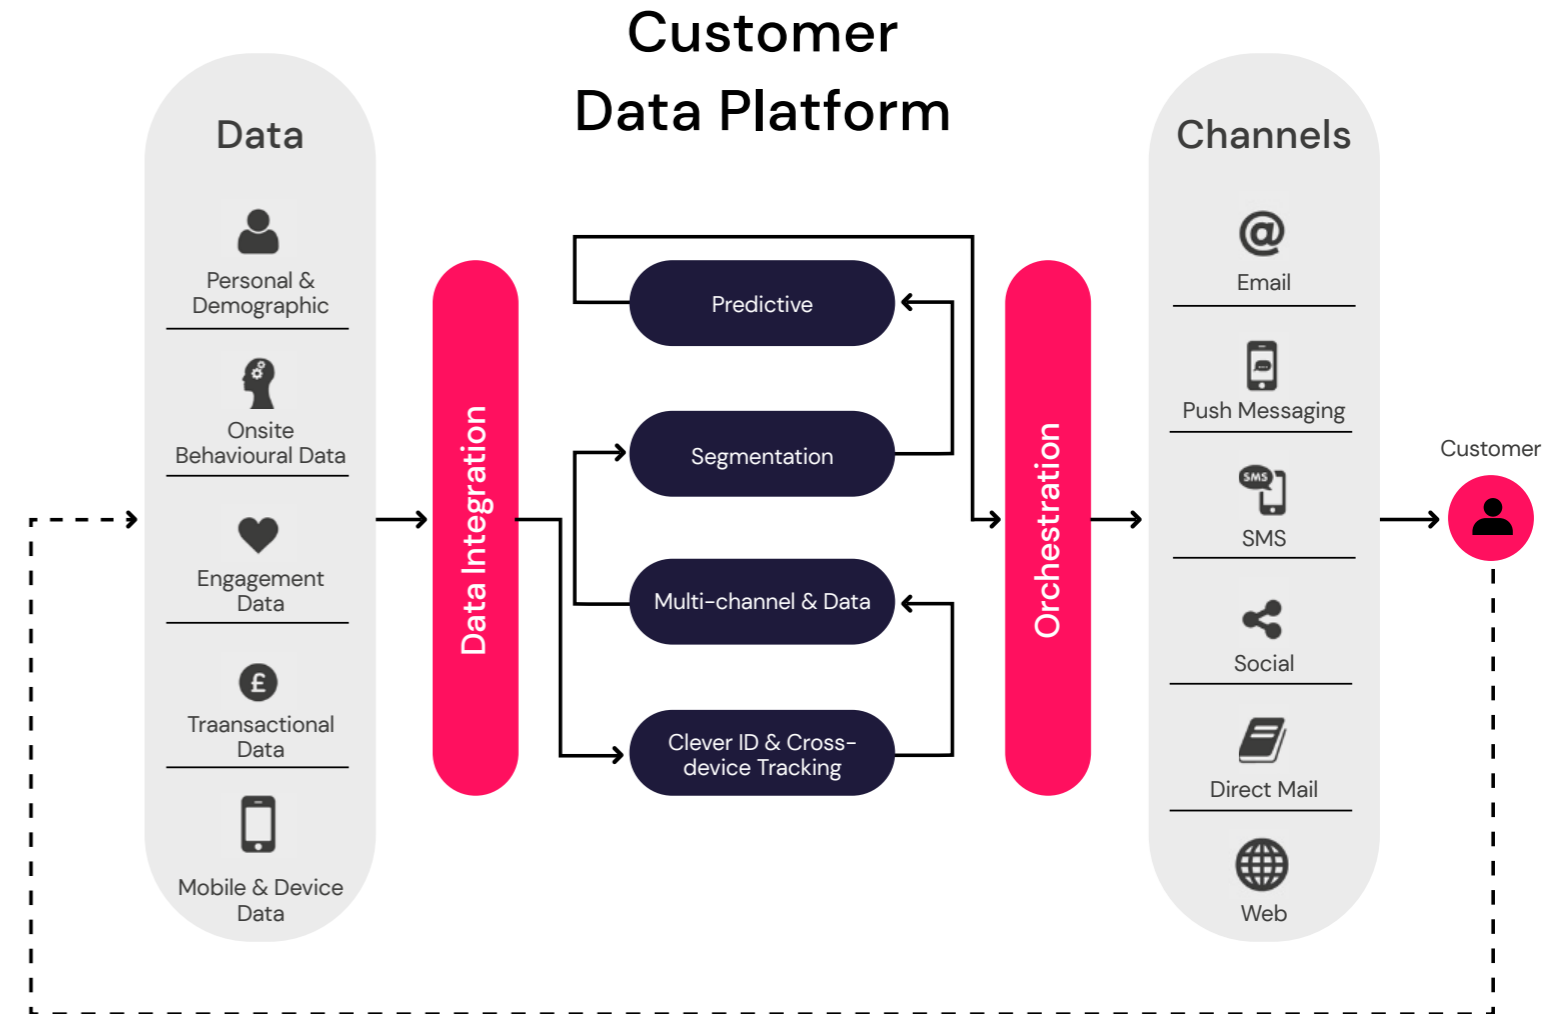 Customer
Data Platform
Data
Personal &
Demographic
Onsite
Behavioural Data
Engagement
Data
£
Traansactional
Data
Mobile & Device
Data
Data Integration
Predictive
Segmentation
Multi-channel & Data
Clever ID & Cross-
device Tracking
Orchestration
Channels
@
Email
Push Messaging
SMS
SMS
Social
Direct Mail
Web
Customer